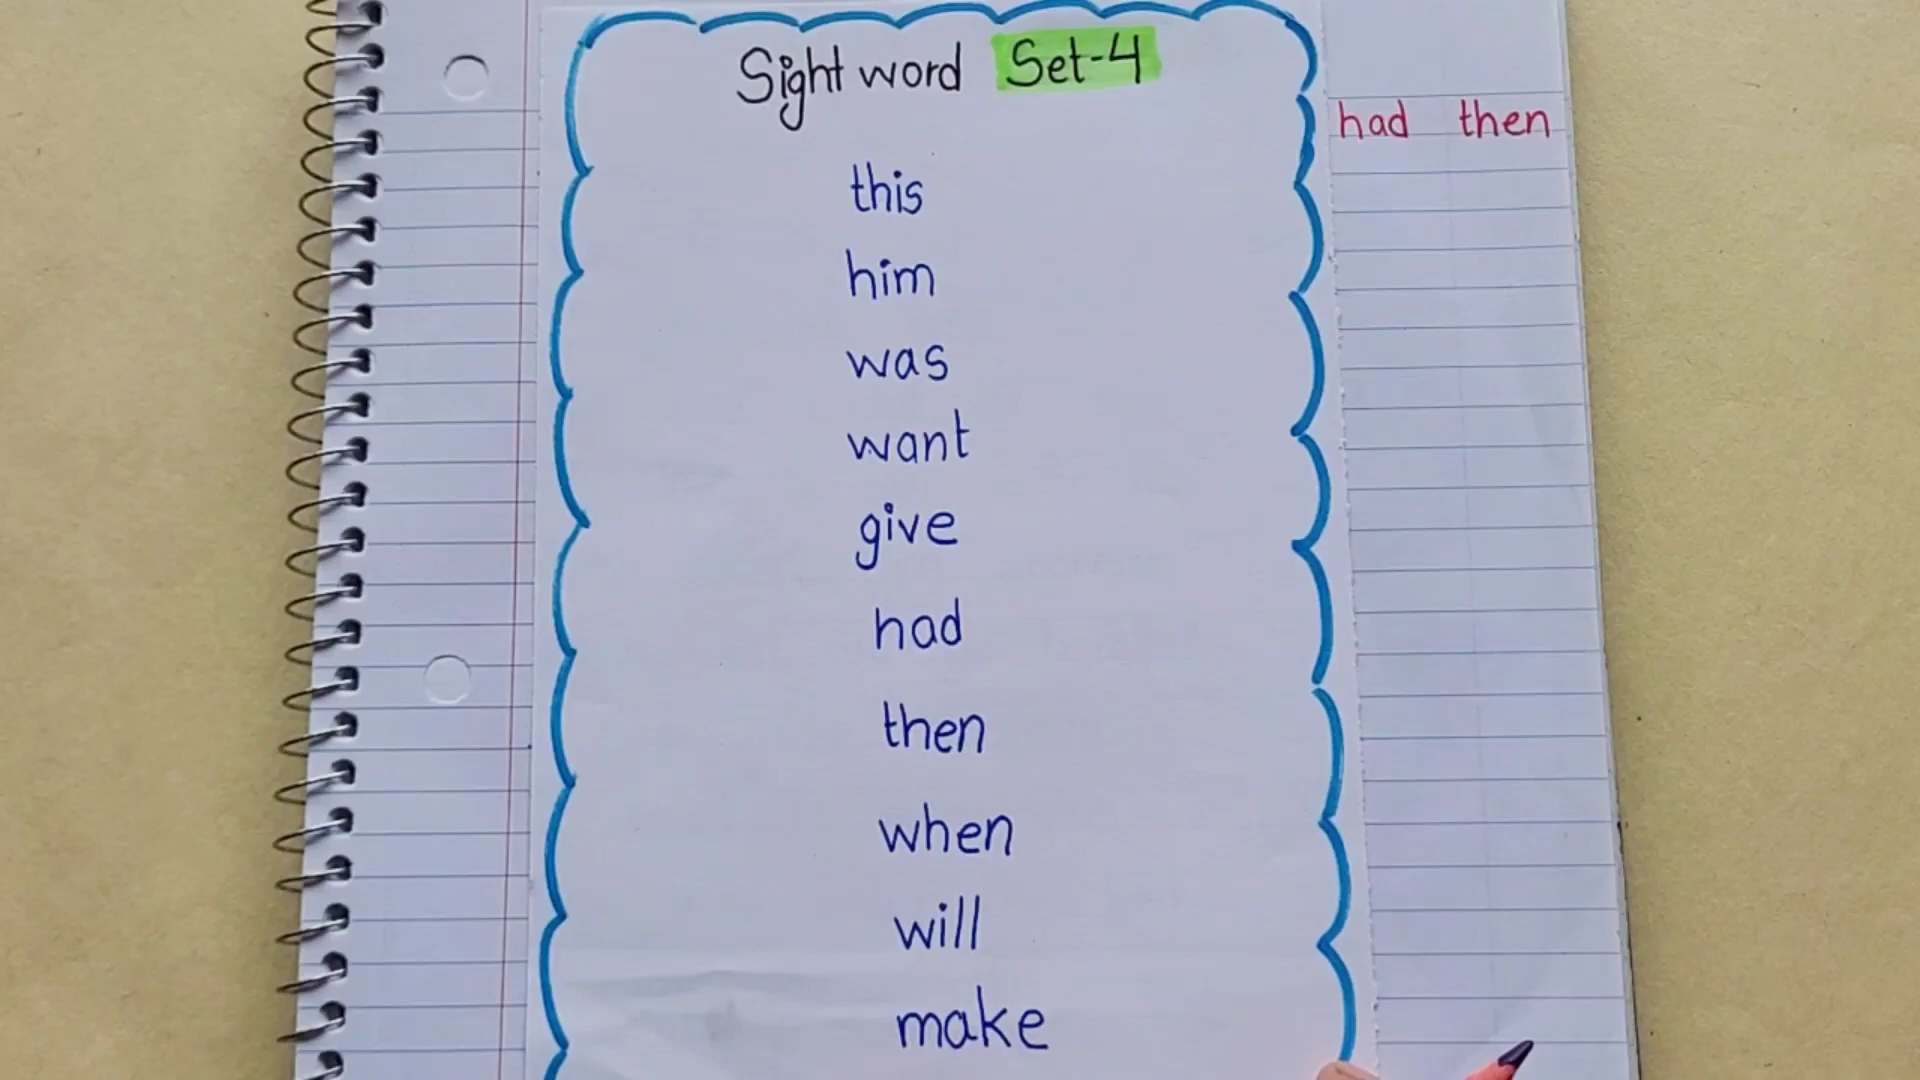 Sight word Set-4
had then
this
him
was
want
give
had
then
when
will
make